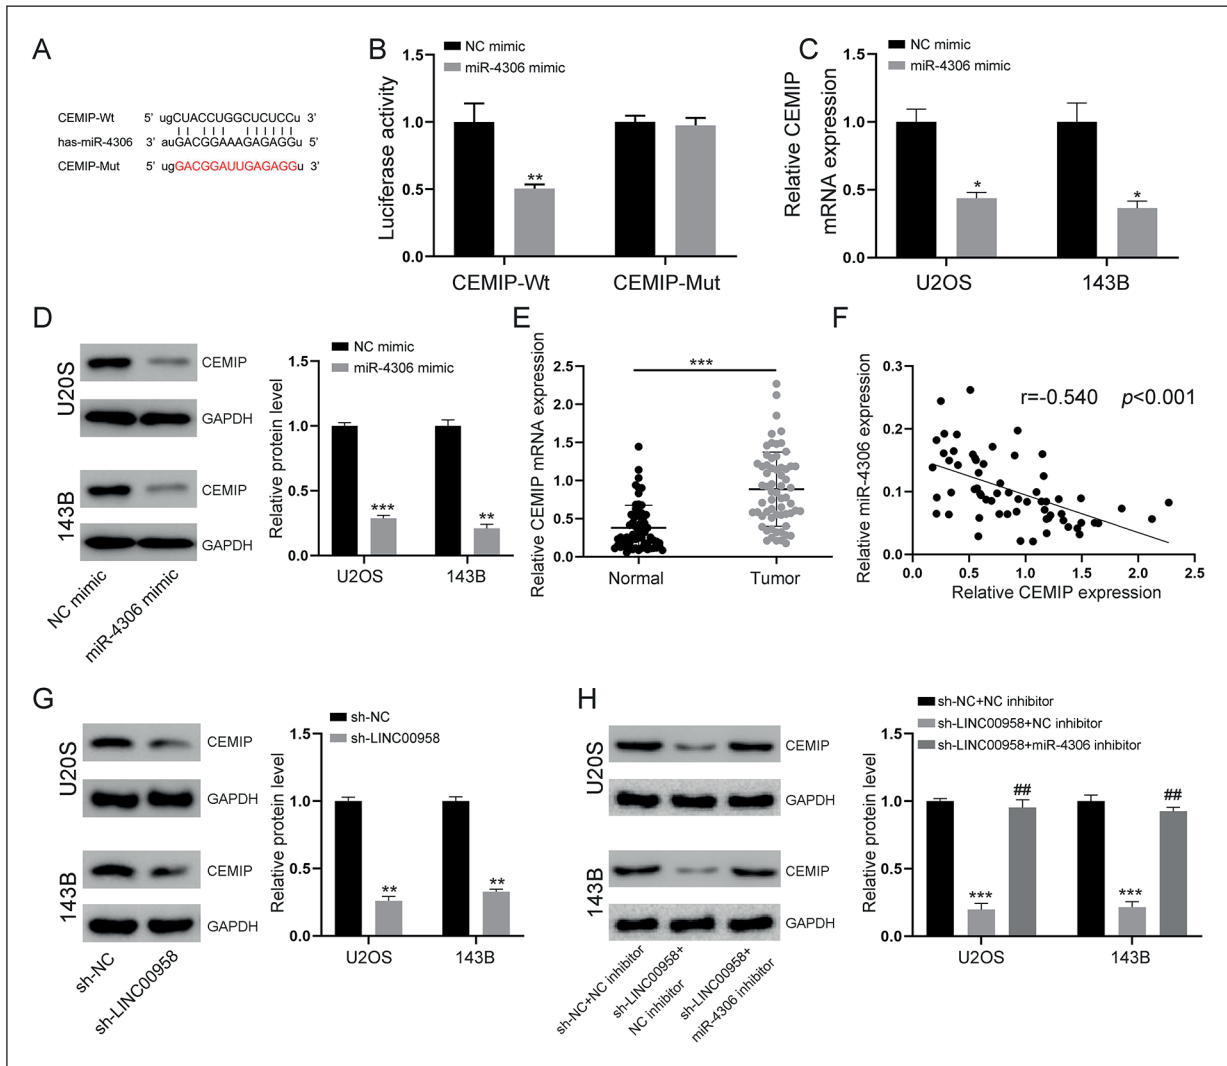 A
CEMIP-Wt 5' ugCUACCUGGCUCUCCu 3'
has-miR-4306 3' auGACGGAAAGAGAGGu 5'
CEMIP-Mut 5' ugGACGGAUUGAGAGGu 3'
B
NC mimic
miR-4306 mimic
Luciferase activity
1.5
1.0
0.5
0.0
**
CEMIP-Wt CEMIP-Mut
C
NC mimic
miR-4306 mimic
Relative CEMIP
mRNA expression
1.5
1.0
0.5
0.0
* *
U2OS 143B
D
U20S
CEMIP
GAPDH
143B
CEMIP
GAPDH
NC mimic
miR-4306 mimic
NC mimic
miR-4306 mimic
Relative protein level
1.5
1.0
0.5
0.0
*** **
U2OS 143B
E
Relative CEMIP mRNA expression
2.5
2.0
1.5
1.0
0.5
0.0
***
Normal Tumor
F
Relative miR-4306 expression
0.3
0.2
0.1
0.0
r=-0.540 p<0.001
0.0 0.5 1.0 1.5 2.0 2.5
Relative CEMIP expression
G
U20S
CEMIP
GAPDH
143B
CEMIP
GAPDH
sh-NC
sh-LINC00958
sh-NC
sh-LINC00958
Relative protein level
1.5
1.0
0.5
0.0
** **
U2OS 143B
H
U20S
CEMIP
GAPDH
143B
CEMIP
GAPDH
sh-NC+NC inhibitor
sh-LINC00958+
NC inhibitor
sh-LINC00958+
miR-4306 inhibitor
sh-NC+NC inhibitor
sh-LINC00958+NC inhibitor
sh-LINC00958+miR-4306 inhibitor
Relative protein level
1.5
1.0
0.5
0.0
*** ## *** ##
U2OS 143B